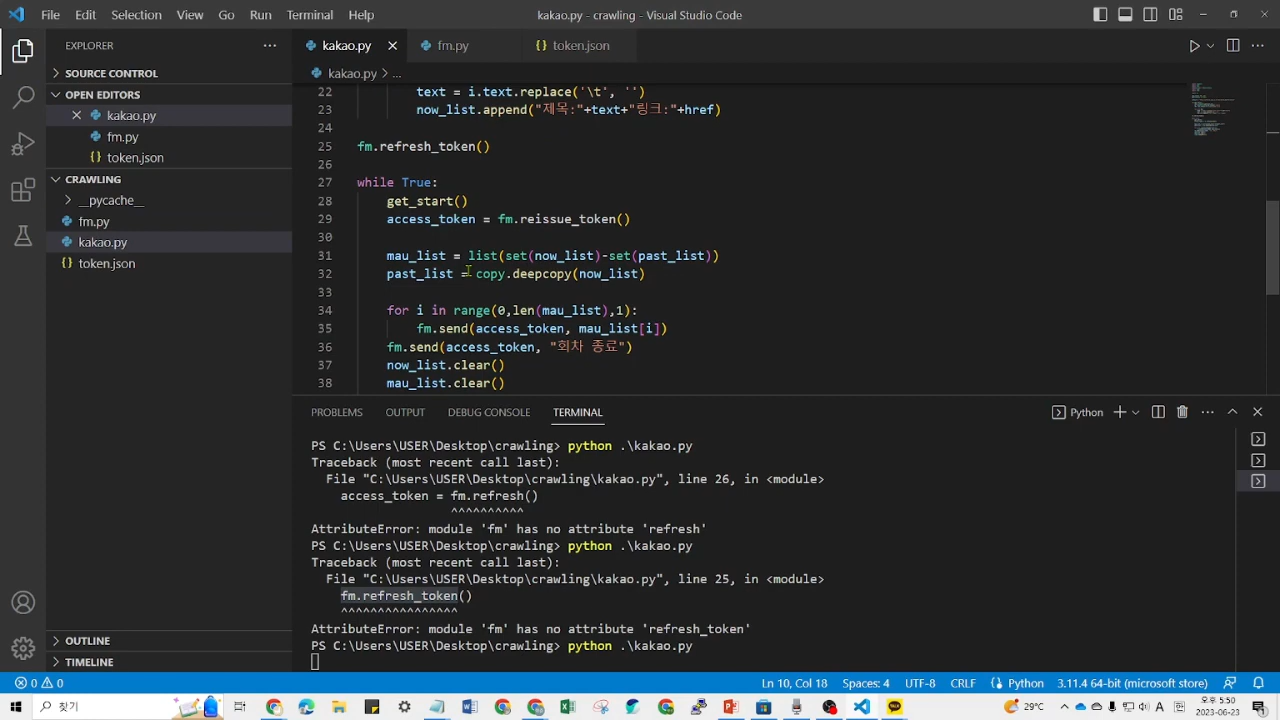 File Edit Selection View Go Run Terminal Help kakao.py - crawling - Visual Studio Code
EXPLORER
SOURCE CONTROL
OPEN EDITORS
kakao.py
fm.py
token.json
CRAWLING
__pycache__
fm.py
kakao.py
token.json
OUTLINE
TIMELINE
kakao.py fm.py token.json
kakao.py > ...
22 text = i.text.replace('\t', '')
23 now_list.append("제목:"+text+"링크:"+href)
24
25 fm.refresh_token()
26
27 while True:
28 get_start()
29 access_token = fm.reissue_token()
30
31 mau_list = list(set(now_list)-set(past_list))
32 past_list = copy.deepcopy(now_list)
33
34 for i in range(0,len(mau_list),1):
35 fm.send(access_token, mau_list[i])
36 fm.send(access_token, "회차 종료")
37 now_list.clear()
38 mau_list.clear()
PROBLEMS OUTPUT DEBUG CONSOLE TERMINAL Python
PS C:\Users\USER\Desktop\crawling> python .\kakao.py
Traceback (most recent call last):
File "C:\Users\USER\Desktop\crawling\kakao.py", line 26, in <module>
access_token = fm.refresh()
^^^^^^^^^^
AttributeError: module 'fm' has no attribute 'refresh'
PS C:\Users\USER\Desktop\crawling> python .\kakao.py
Traceback (most recent call last):
File "C:\Users\USER\Desktop\crawling\kakao.py", line 25, in <module>
fm.refresh_token()
^^^^^^^^^^^^^^^^
AttributeError: module 'fm' has no attribute 'refresh_token'
PS C:\Users\USER\Desktop\crawling> python .\kakao.py
0 0 Ln 10, Col 18 Spaces: 4 UTF-8 CRLF Python 3.11.4 64-bit (microsoft store)
찾기 29°C A 오후 5:50
2023-06-23